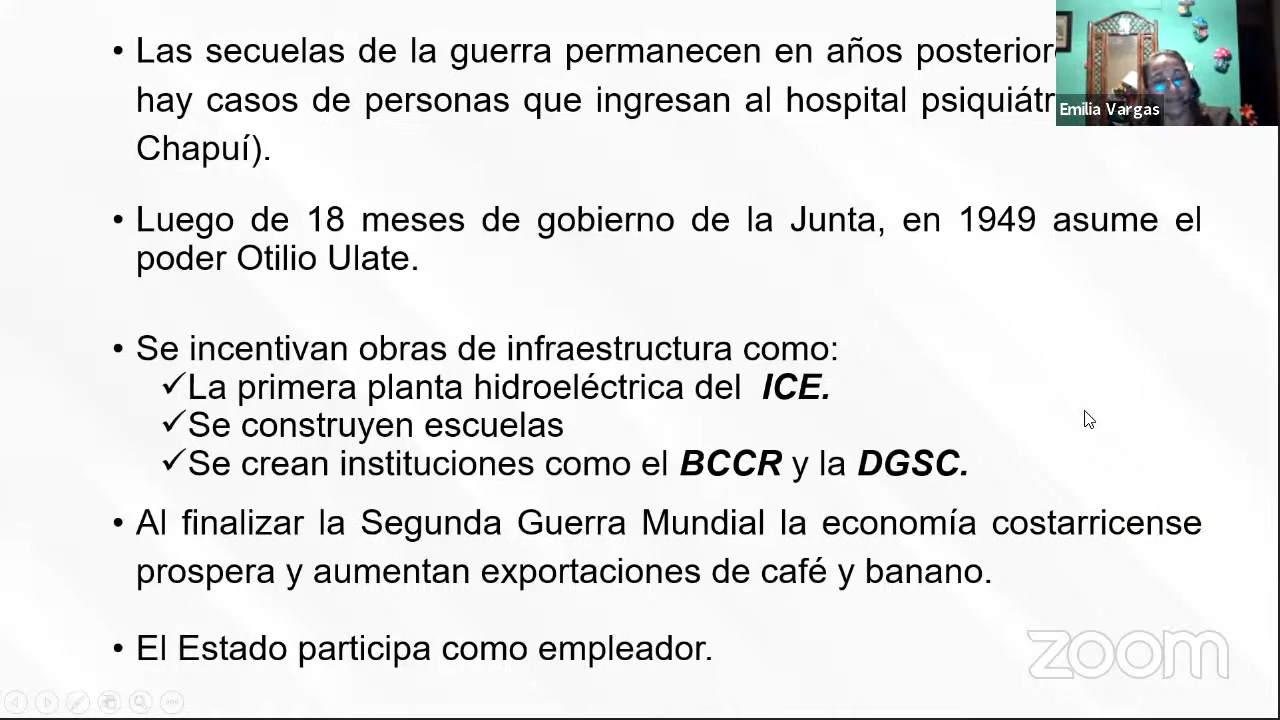 • Las secuelas de la guerra permanecen en años
hay casos de personas que ingresan al hospital
Chapuí).
• Luego de 18 meses de gobierno de la Junta, en 1949 asume el
poder Otilio Ulate.
• Se incentivan obras de infraestructura como:
✓La primera planta hidroeléctrica del ICE.
✓Se construyen escuelas
✓Se crean instituciones como el BCCR y la DGSC.
• Al finalizar la Segunda Guerra Mundial la economía costarricense
prospera y aumentan exportaciones de café y banano.
• El Estado participa como empleador.
Emilia Vargas
zoom